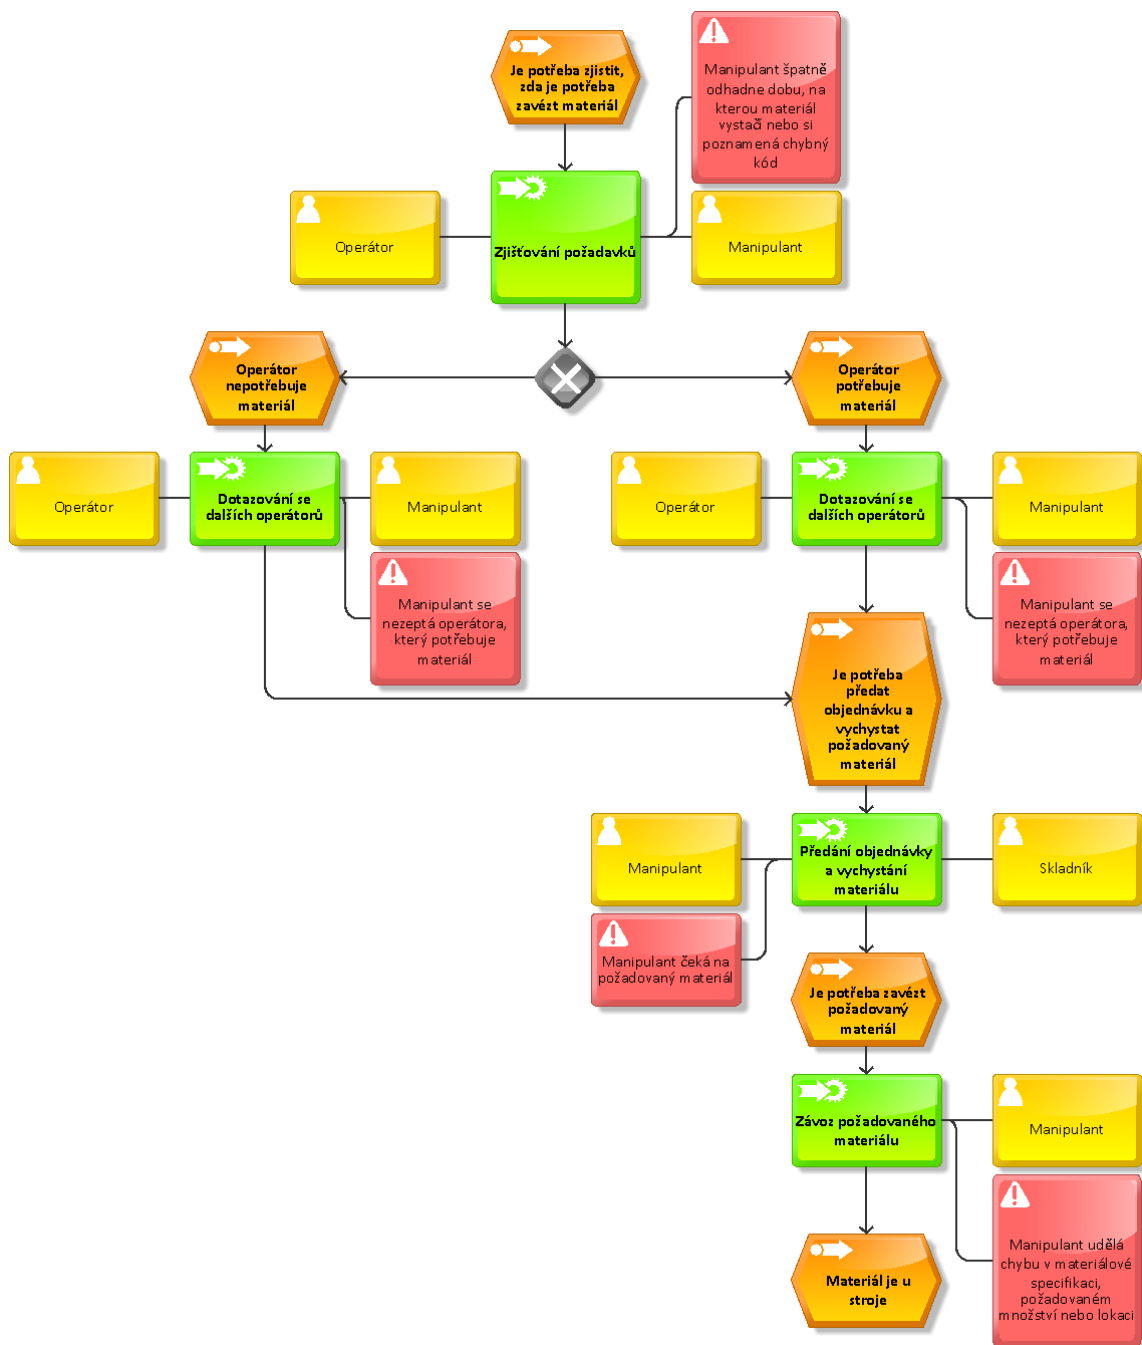 Je potřeba zjistit,
zda je potřeba
zavézt materiál
Manipulant špatně
odhadne dobu, na
kterou materiál
vystačí nebo si
poznamená chybný
kód
Operátor
Zjišťování požadavků
Manipulant
Operátor
nepotřebuje
materiál
Operátor
potřebuje
materiál
Operátor
Dotazování se
dalších operátorů
Manipulant
Operátor
Dotazování se
dalších operátorů
Manipulant
Manipulant se
nezeptá operátora,
který potřebuje
materiál
Manipulant se
nezeptá operátora,
který potřebuje
materiál
Je potřeba
předat
objednávku a
vychystat
požadovaný
materiál
Manipulant
Předání objednávky
a vychystání
materiálu
Skladník
Manipulant čeká na
požadovaný materiál
Je potřeba zavézt
požadovaný
materiál
Závoz požadovaného
materiálu
Manipulant
Manipulant udělá
chybu v materiálové
specifikaci,
požadovaném
množství nebo lokaci
Materiál je u
stroje